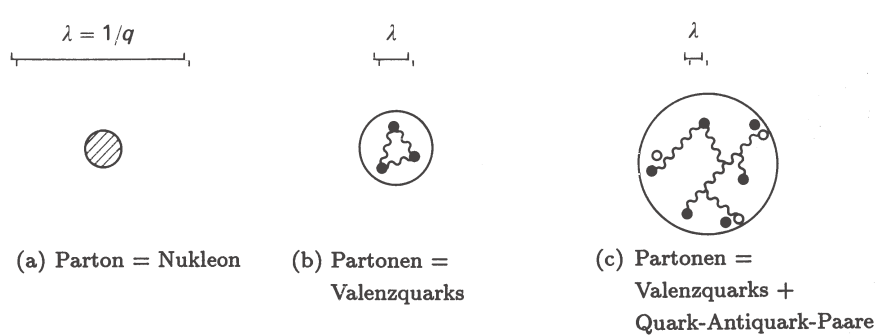 λ = 1/q
λ
λ
(a) Parton = Nukleon
(b) Partonen =
Valenzquarks
(c) Partonen =
Valenzquarks +
Quark-Antiquark-Paare